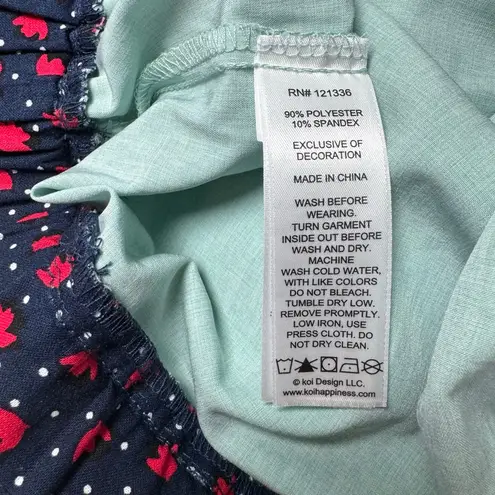 RN# 121336
90% POLYESTER
10% SPANDEX
EXCLUSIVE OF
DECORATION
MADE IN CHINA
WASH BEFORE
WEARING.
TURN GARMENT
INSIDE OUT BEFORE
WASH AND DRY.
MACHINE
WASH COLD WATER,
WITH LIKE COLORS
DO NOT BLEACH.
TUMBLE DRY LOW.
REMOVE PROMPTLY.
LOW IRON, USE
PRESS CLOTH. DO
NOT DRY CLEAN.
© koi Design LLC.
www.koihappiness.com